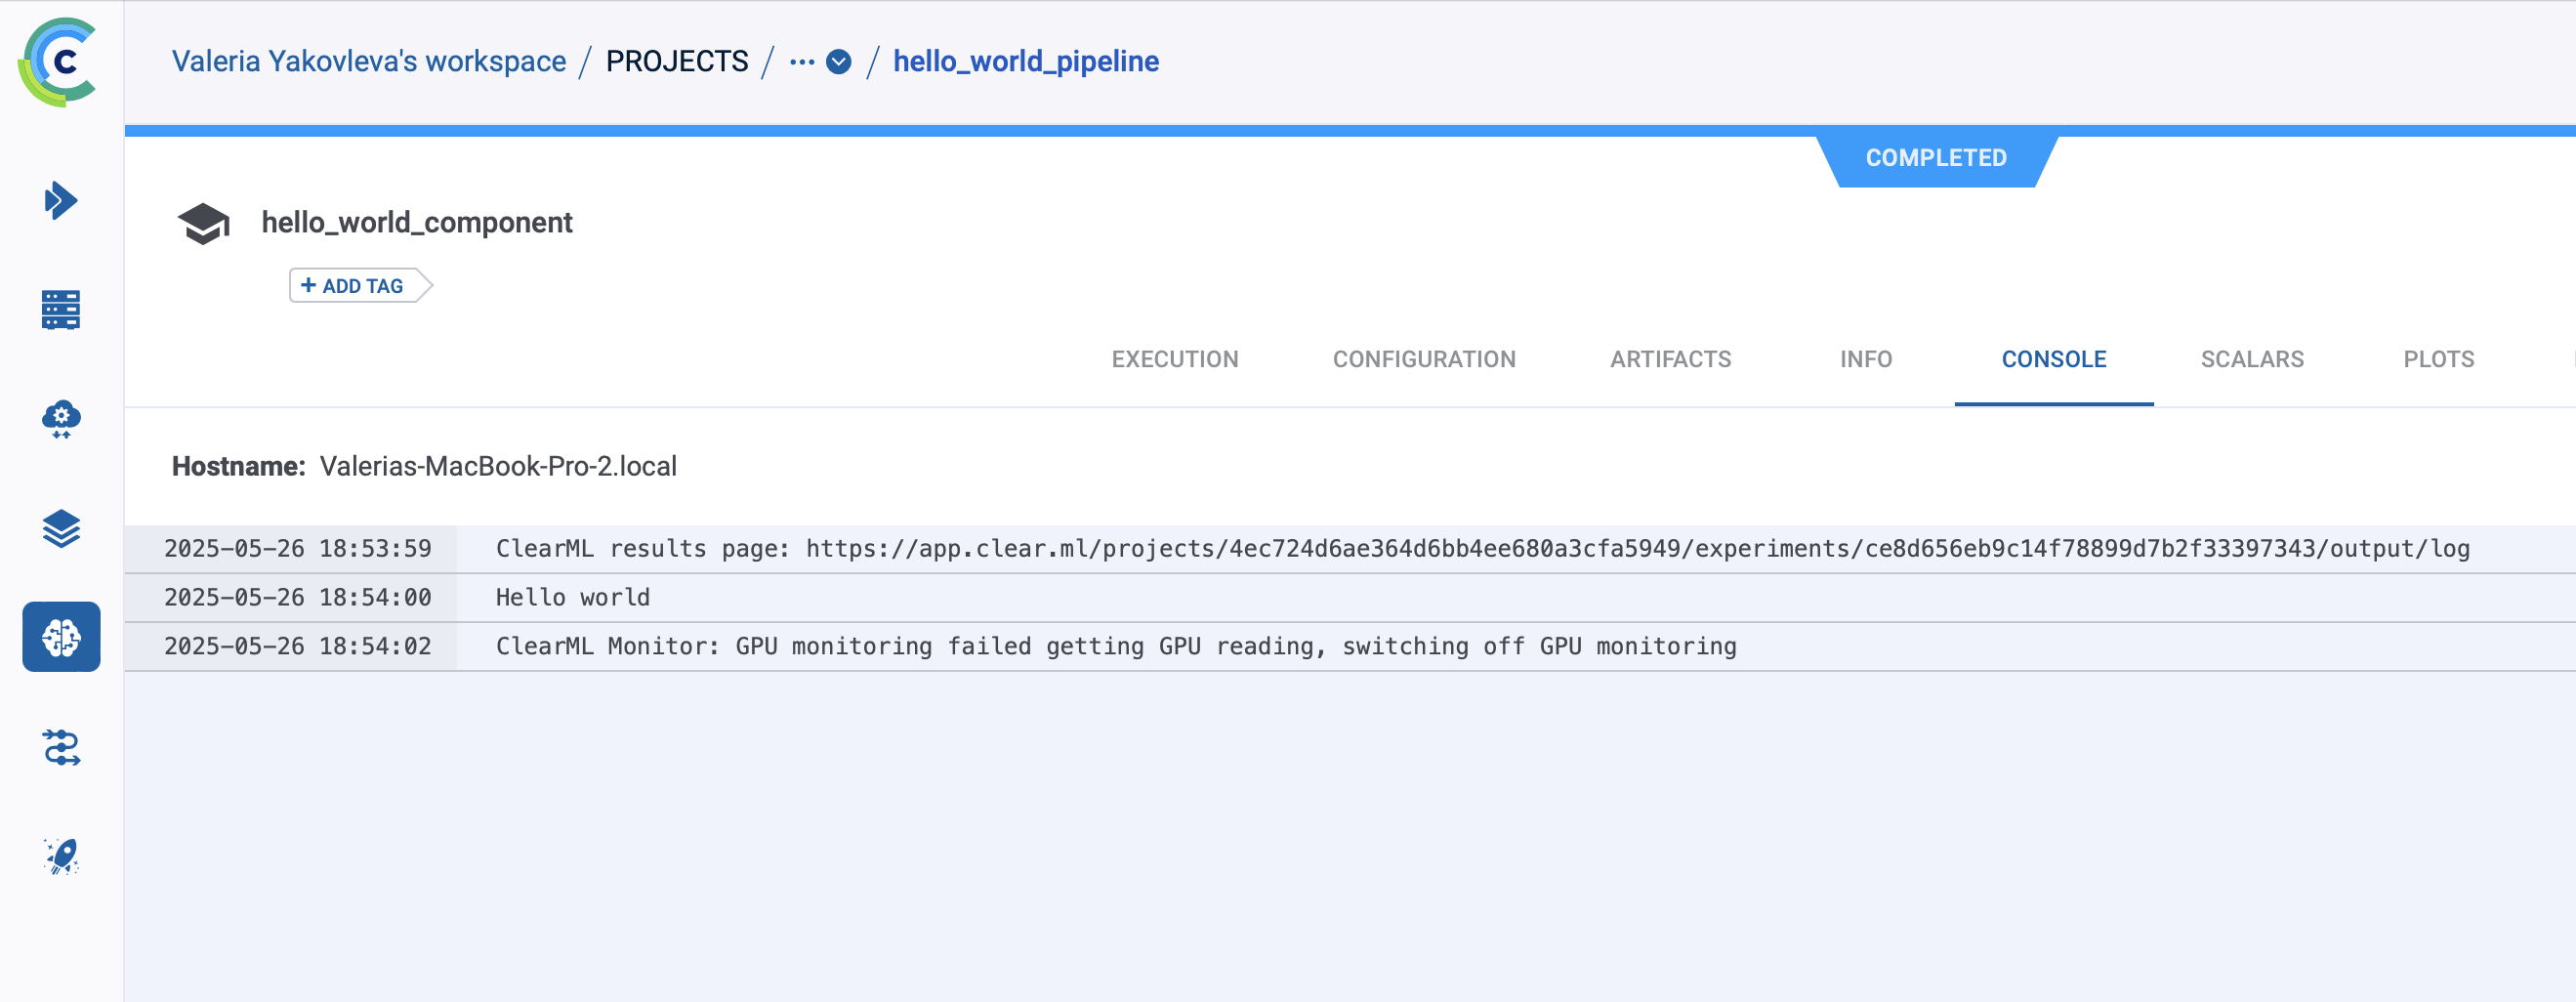 Valeria Yakovleva's workspace / PROJECTS / ... / hello_world_pipeline
COMPLETED
hello_world_component
+ ADD TAG
EXECUTION CONFIGURATION ARTIFACTS INFO CONSOLE SCALARS PLOTS
Hostname: Valerias-MacBook-Pro-2.local
2025-05-26 18:53:59 ClearML results page: https://app.clear.ml/projects/4ec724d6ae364d6bb4ee680a3cfa5949/experiments/ce8d656eb9c14f78899d7b2f33397343/output/log
2025-05-26 18:54:00 Hello world
2025-05-26 18:54:02 ClearML Monitor: GPU monitoring failed getting GPU reading, switching off GPU monitoring